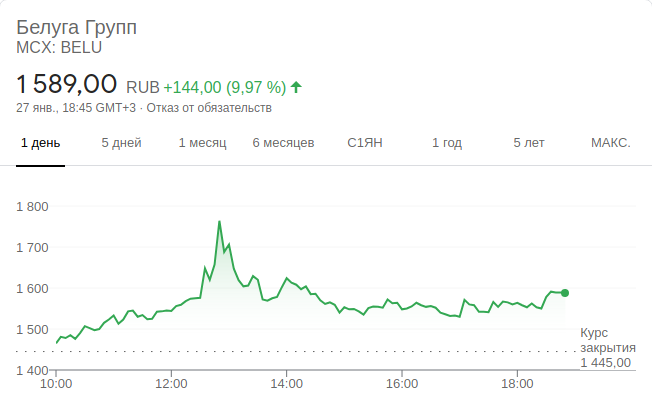 Белуга Групп
MCX: BELU
1 589,00 RUB +144,00 (9,97 %)
27 янв., 18:45 GMT+3 · Отказ от обязательств
1 день 5 дней 1 месяц 6 месяцев С1ЯН 1 год 5 лет МАКС.
1 800
1 700
1 600
1 500
Курс
закрытия
1 445,00
1 400
10:00 12:00 14:00 16:00 18:00